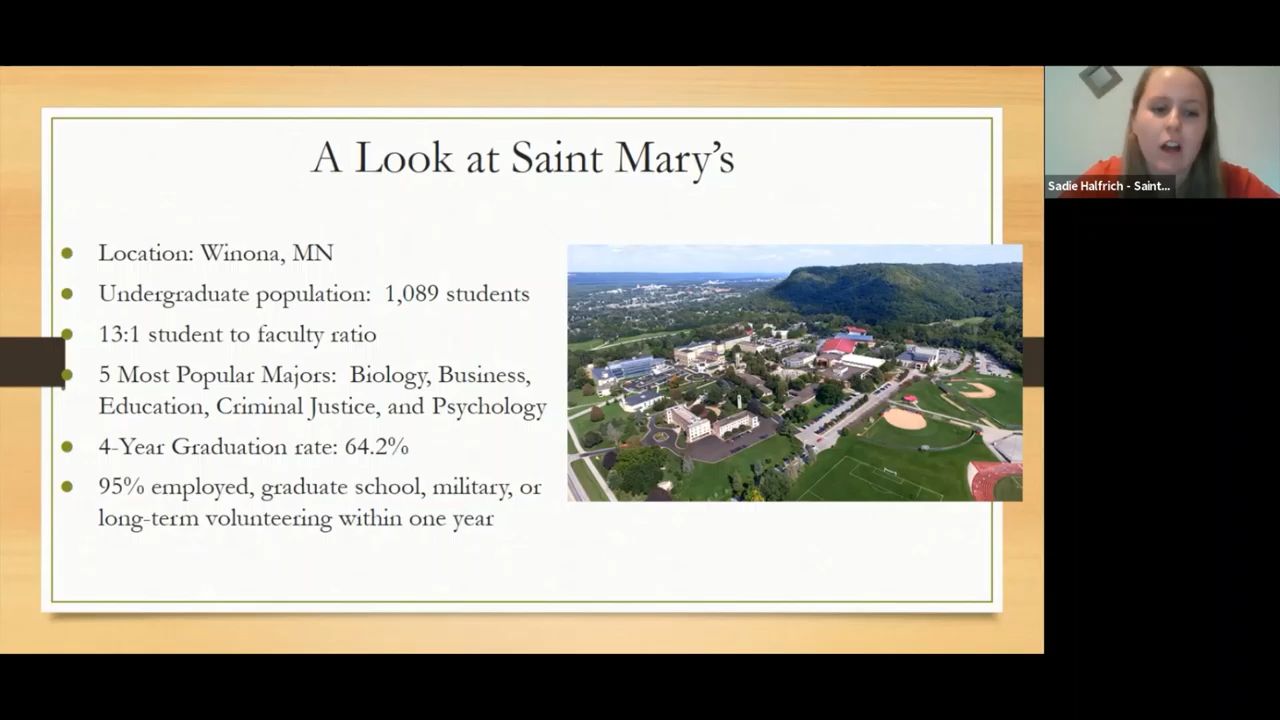 A Look at Saint Mary's
Location: Winona, MN
Undergraduate population: 1,089 students
13:1 student to faculty ratio
5 Most Popular Majors: Biology, Business,
Education, Criminal Justice, and Psychology
4-Year Graduation rate: 64.2%
95% employed, graduate school, military, or
long-term volunteering within one year
Sadie Halfrich - Saint...